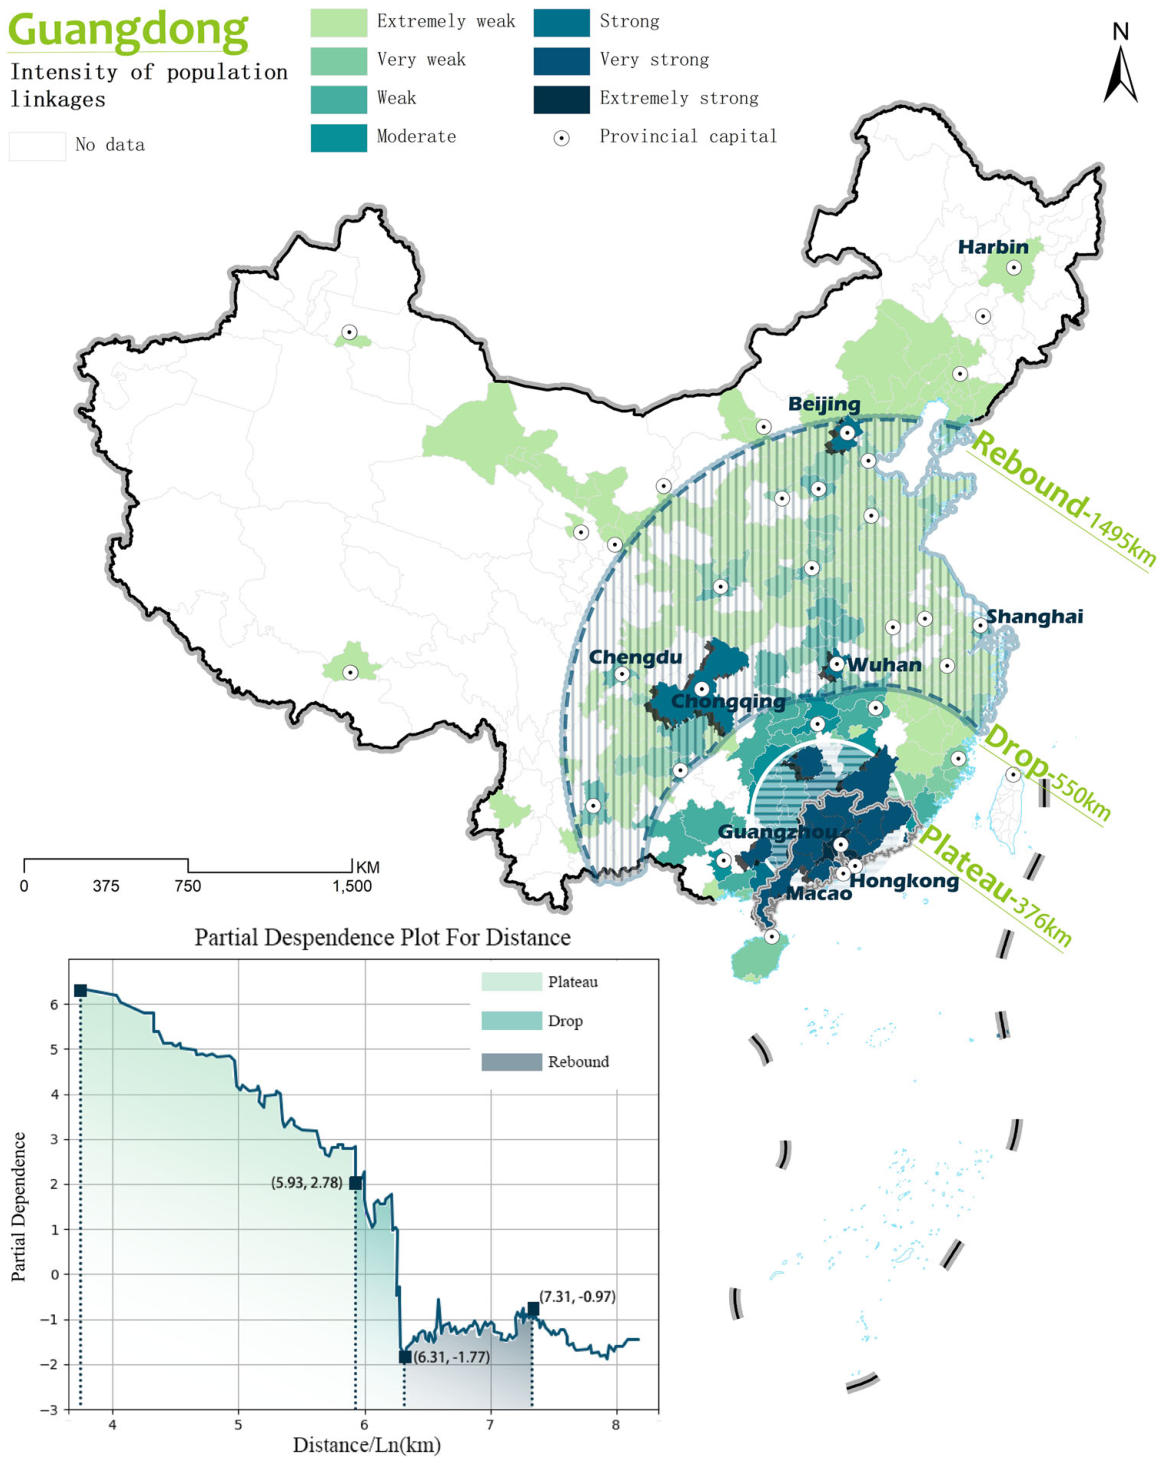 Guangdong
Intensity of population
linkages
No data
Extremely weak
Very weak
Weak
Moderate
Strong
Very strong
Extremely strong
Provincial capital
N
Harbin
Beijing
Rebound-1495km
Shanghai
Chengdu
Wuhan
Chongqing
Drop-550km
Guangzhou
Plateau-376km
Hongkong
Macao
KM
0 375 750 1,500
Partial Despendence Plot For Distance
Plateau
Drop
Rebound
6
5
4
3
2
1
0
−1
−2
−3
Partial Dependence
(5.93, 2.78)
(7.31, -0.97)
(6.31, -1.77)
4 5 6 7 8
Distance/Ln(km)